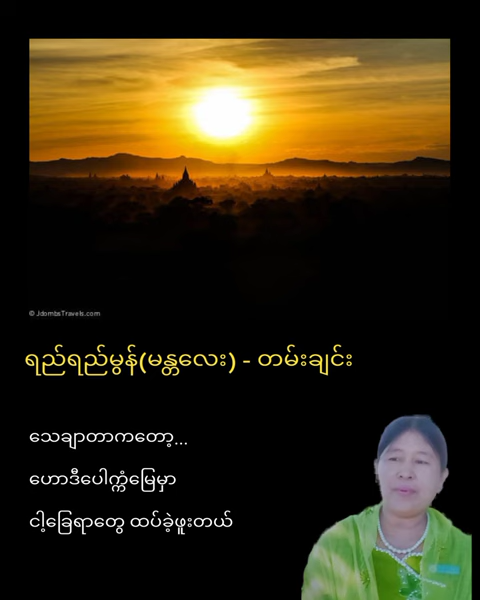 © JdombsTravels.com
ရည်ရည်မွန်(မန္တလေး) - တမ်းချင်း
သေချာတာကတော့...
ဟောဒီပေါက္ကံမြေမှာ
ငါ့ခြေရာတွေ ထပ်ခဲ့ဖူးတယ်